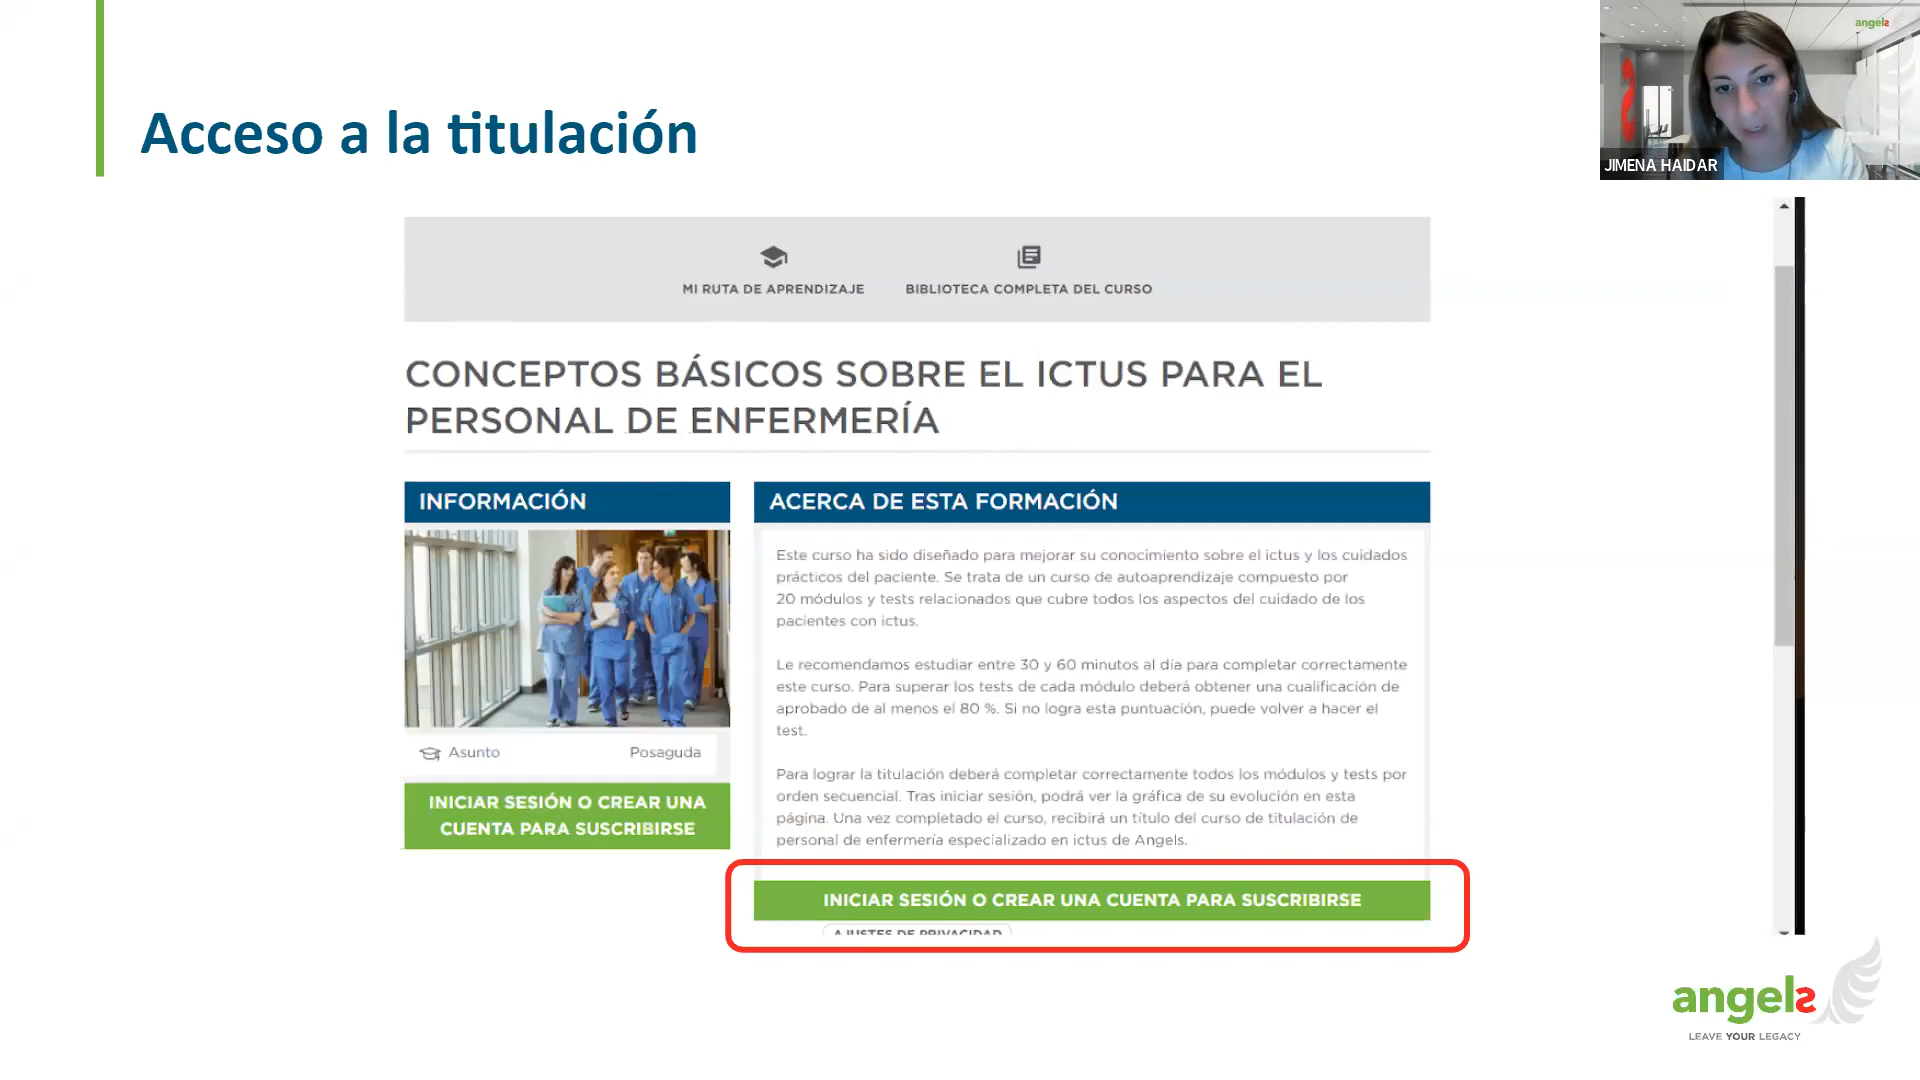 Acceso a la titulación
angels
JIMENA HAIDAR
MI RUTA DE APRENDIZAJE
BIBLIOTECA COMPLETA DEL CURSO
CONCEPTOS BÁSICOS SOBRE EL ICTUS PARA EL
PERSONAL DE ENFERMERÍA
INFORMACIÓN
Asunto
Posaguda
INICIAR SESIÓN O CREAR UNA
CUENTA PARA SUSCRIBIRSE
ACERCA DE ESTA FORMACIÓN
Este curso ha sido diseñado para mejorar su conocimiento sobre el ictus y los cuidados
prácticos del paciente. Se trata de un curso de autoaprendizaje compuesto por
20 módulos y tests relacionados que cubre todos los aspectos del cuidado de los
pacientes con ictus.
Le recomendamos estudiar entre 30 y 60 minutos al día para completar correctamente
este curso. Para superar los tests de cada módulo deberá obtener una cualificación de
aprobado de al menos el 80 %. Si no logra esta puntuación, puede volver a hacer el
test.
Para lograr la titulación deberá completar correctamente todos los módulos y tests por
orden secuencial. Tras iniciar sesión, podrá ver la gráfica de su evolución en esta
página. Una vez completado el curso, recibirá un título del curso de titulación de
personal de enfermería especializado en ictus de Angels.
INICIAR SESIÓN O CREAR UNA CUENTA PARA SUSCRIBIRSE
AJUSTES DE PRIVACIDAD
angels
LEAVE YOUR LEGACY